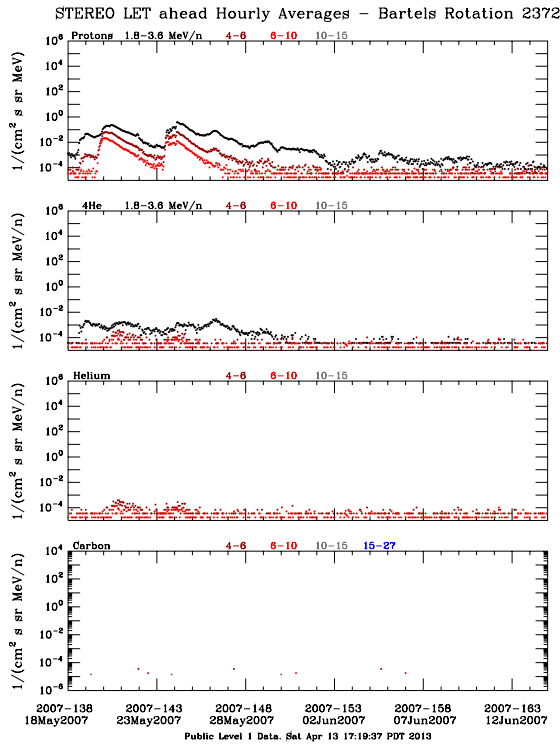 STEREO LET ahead Hourly Averages - Bartels Rotation 2372
Protons 1.8-3.6 MeV/n 4-6 6-10 10-15
1/(cm² s sr MeV)
10⁶
10⁴
10²
10⁰
10⁻²
10⁻⁴
4He 1.8-3.6 MeV/n 4-6 6-10 10-15
1/(cm² s sr MeV/n)
10⁶
10⁴
10²
10⁰
10⁻²
10⁻⁴
Helium 4-6 6-10 10-15
1/(cm² s sr MeV/n)
10⁶
10⁴
10²
10⁰
10⁻²
10⁻⁴
Carbon 4-6 6-10 10-15 15-27
1/(cm² s sr MeV/n)
10⁴
10²
10⁰
10⁻²
10⁻⁴
10⁻⁶
2007-138 2007-143 2007-148 2007-153 2007-158 2007-163
18May2007 23May2007 28May2007 02Jun2007 07Jun2007 12Jun2007
Public Level 1 Data. Sat Apr 13 17:19:37 PDT 2013